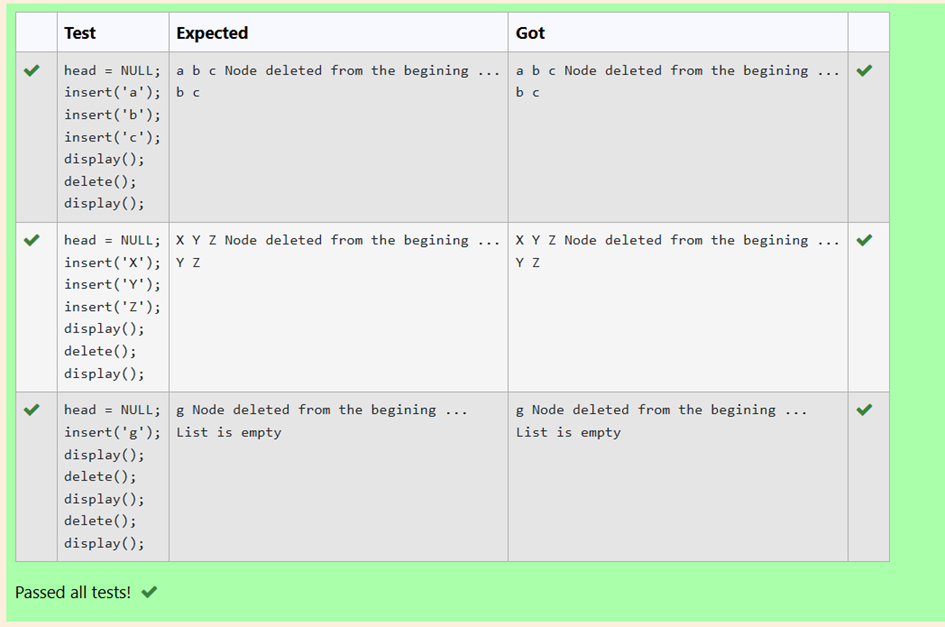 Test Expected Got
head = NULL; a b c Node deleted from the begining ... a b c Node deleted from the begining ...
insert('a'); b c b c
insert('b');
insert('c');
display();
delete();
display();
head = NULL; X Y Z Node deleted from the begining ... X Y Z Node deleted from the begining ...
insert('X'); Y Z Y Z
insert('Y');
insert('Z');
display();
delete();
display();
head = NULL; g Node deleted from the begining ... g Node deleted from the begining ...
insert('g'); List is empty List is empty
display();
delete();
display();
delete();
display();
Passed all tests!